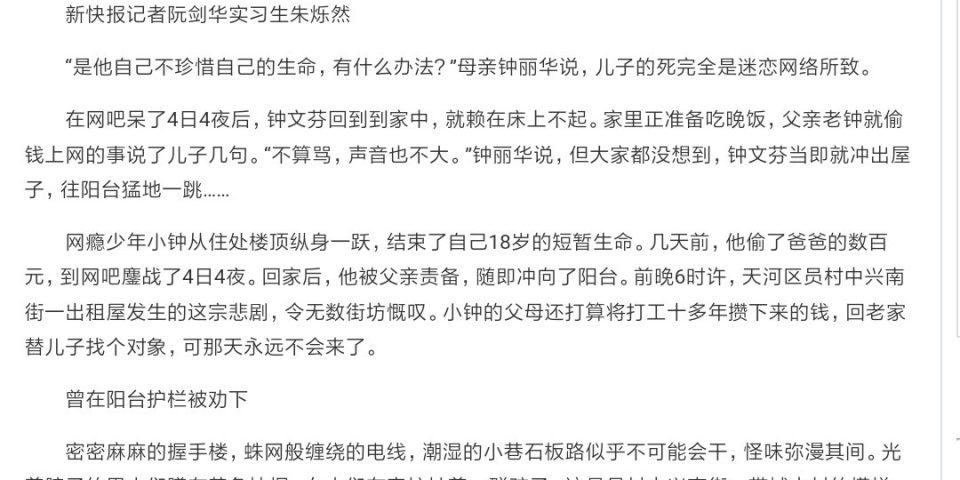 新快报记者阮剑华实习生朱烁然
“是他自己不珍惜自己的生命，有什么办法？”母亲钟丽华说，儿子的死完全是迷恋网络所致。
在网吧呆了4日4夜后，钟文芬回到到家中，就赖在床上不起。家里正准备吃晚饭，父亲老钟就偷
钱上网的事说了儿子几句。“不算骂，声音也不大。”钟丽华说，但大家都没想到，钟文芬当即就冲出屋
子，往阳台猛地一跳……
网瘾少年小钟从住处楼顶纵身一跃，结束了自己18岁的短暂生命。几天前，他偷了爸爸的数百
元，到网吧鏖战了4日4夜。回家后，他被父亲责备，随即冲向了阳台。前晚6时许，天河区员村中兴南
街一出租屋发生的这宗悲剧，令无数街坊慨叹。小钟的父母还打算将打工十多年攒下来的钱，回老家
替儿子找个对象，可那天永远不会来了。
曾在阳台护栏被劝下
密密麻麻的握手楼，蛛网般缠绕的电线，潮湿的小巷石板路似乎不可能会干，怪味弥漫其间。光